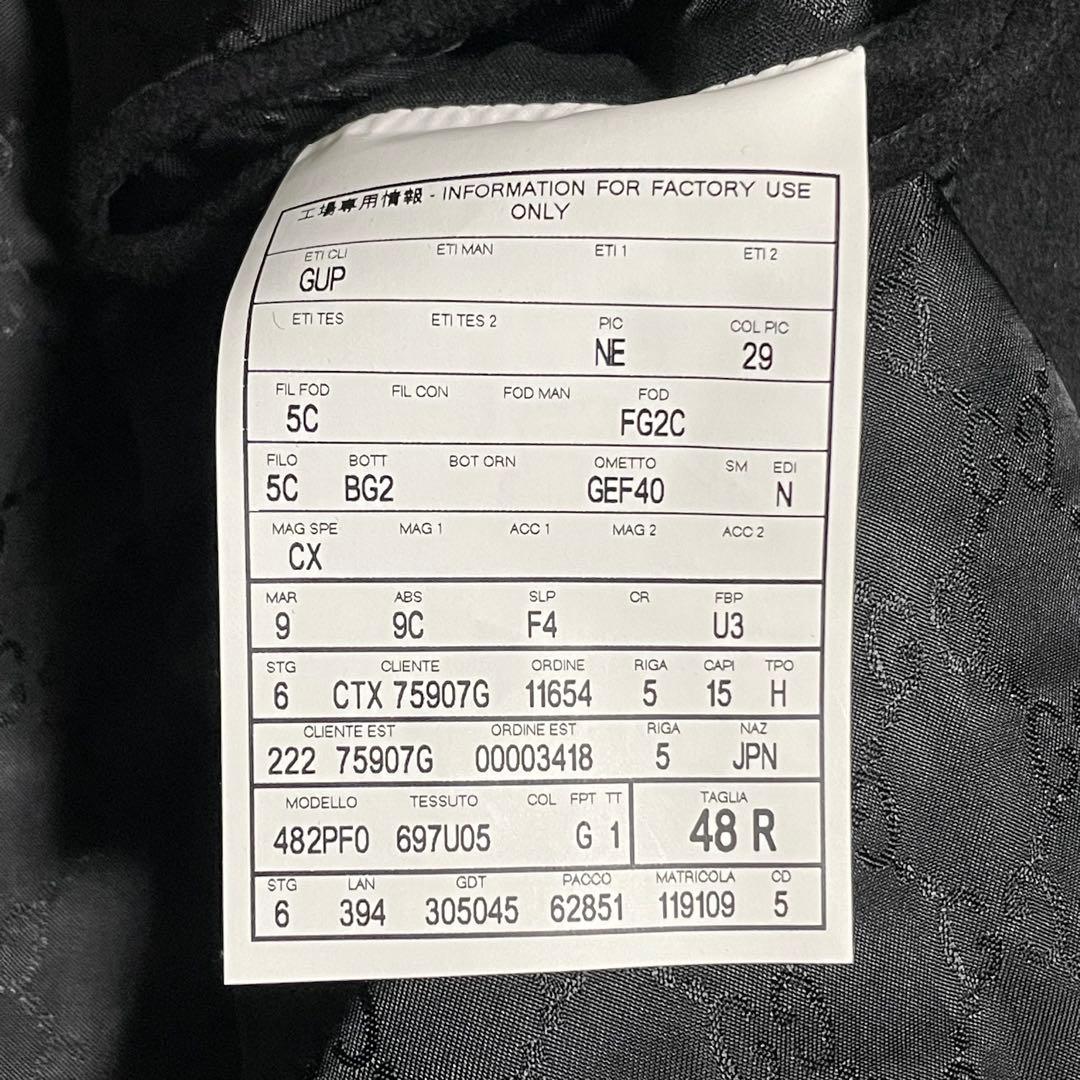 工場専用情報 - INFORMATION FOR FACTORY USE
ONLY
ETI CLI ETI MAN ETI 1 ETI 2
GUP
ETI TES ETI TES 2 PIC COL PIC
NE 29
FIL FOD FIL CON FOD MAN FOD
5C FG2C
FILO BOTT BOT ORN OMETTO SM EDI
5C BG2 GEF40 N
MAG SPE MAG 1 ACC 1 MAG 2 ACC 2
CX
MAR ABS SLP CR FBP
9 9C F4 U3
STG CLIENTE ORDINE RIGA CAPI TPO
6 CTX 75907G 11654 5 15 H
CLIENTE EST ORDINE EST RIGA NAZ
222 75907G 00003418 5 JPN
MODELLO TESSUTO COL FPT TT TAGLIA
482PF0 697U05 G 1 48 R
STG LAN GDT PACCO MATRICOLA CD
6 394 305045 62851 119109 5